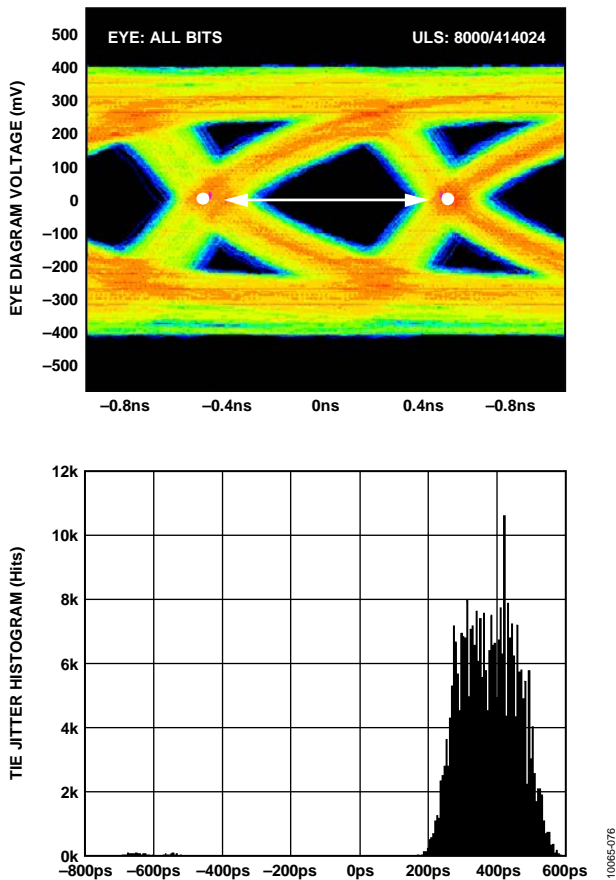 EYE: ALL BITS ULS: 8000/414024
EYE DIAGRAM VOLTAGE (mV)
500
400
300
200
100
0
–100
–200
–300
–400
–500
–0.8ns –0.4ns 0ns 0.4ns –0.8ns
TIE JITTER HISTOGRAM (Hits)
12k
10k
8k
6k
4k
2k
0k
–800ps –600ps –400ps –200ps 0ps 200ps 400ps 600ps
10065-076